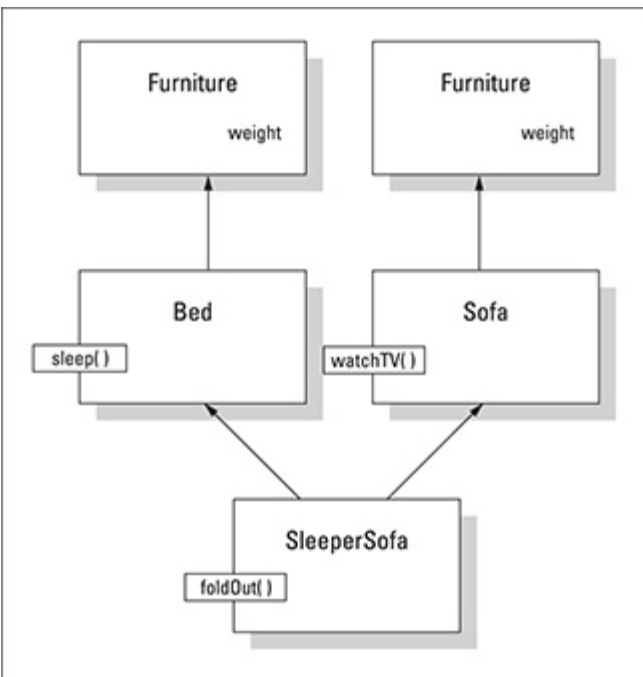 Furniture
weight
Furniture
weight
Bed
sleep( )
Sofa
watchTV( )
SleeperSofa
foldOut( )